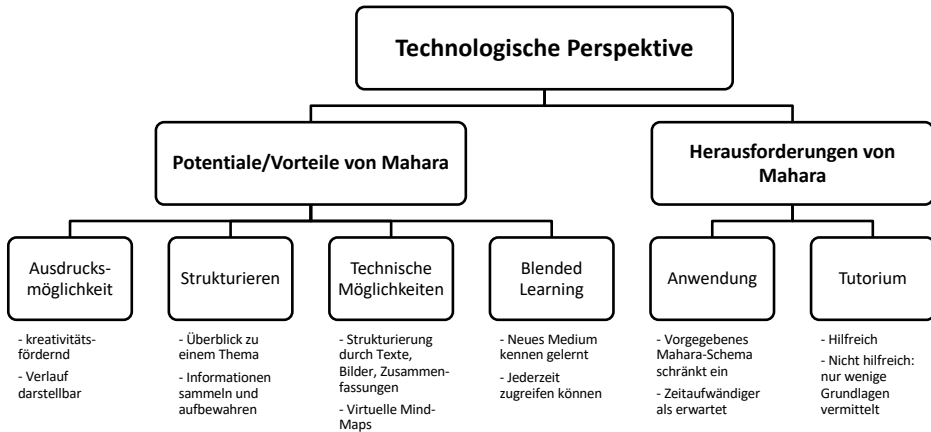 Technologische Perspektive
Potentiale/Vorteile von Mahara
Herausforderungen von
Mahara
Ausdrucks-
möglichkeit
Strukturieren
Technische
Möglichkeiten
Blended
Learning
Anwendung
Tutorium
- kreativitäts-
fördernd
- Verlauf
darstellbar
- Überblick zu
einem Thema
- Informationen
sammeln und
aufbewahren
- Strukturierung
durch Texte,
Bilder, Zusammen-
fassungen
- Virtuelle Mind-
Maps
- Neues Medium
kennen gelernt
- Jederzeit
zugreifen können
- Vorgegebenes
Mahara-Schema
schränkt ein
- Zeitaufwändiger
als erwartet
- Hilfreich
- Nicht hilfreich:
nur wenige
Grundlagen
vermittelt